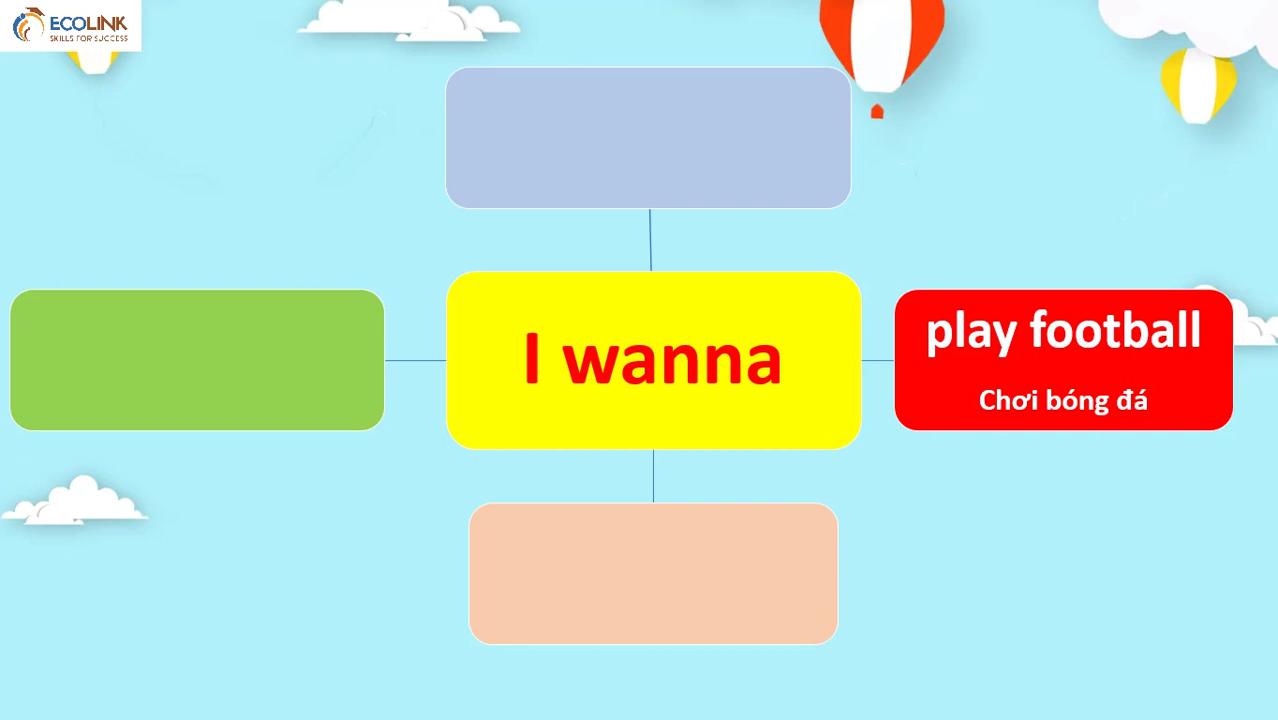 ECOLINK
SKILLS FOR SUCCESS
I wanna
play football
Chơi bóng đá